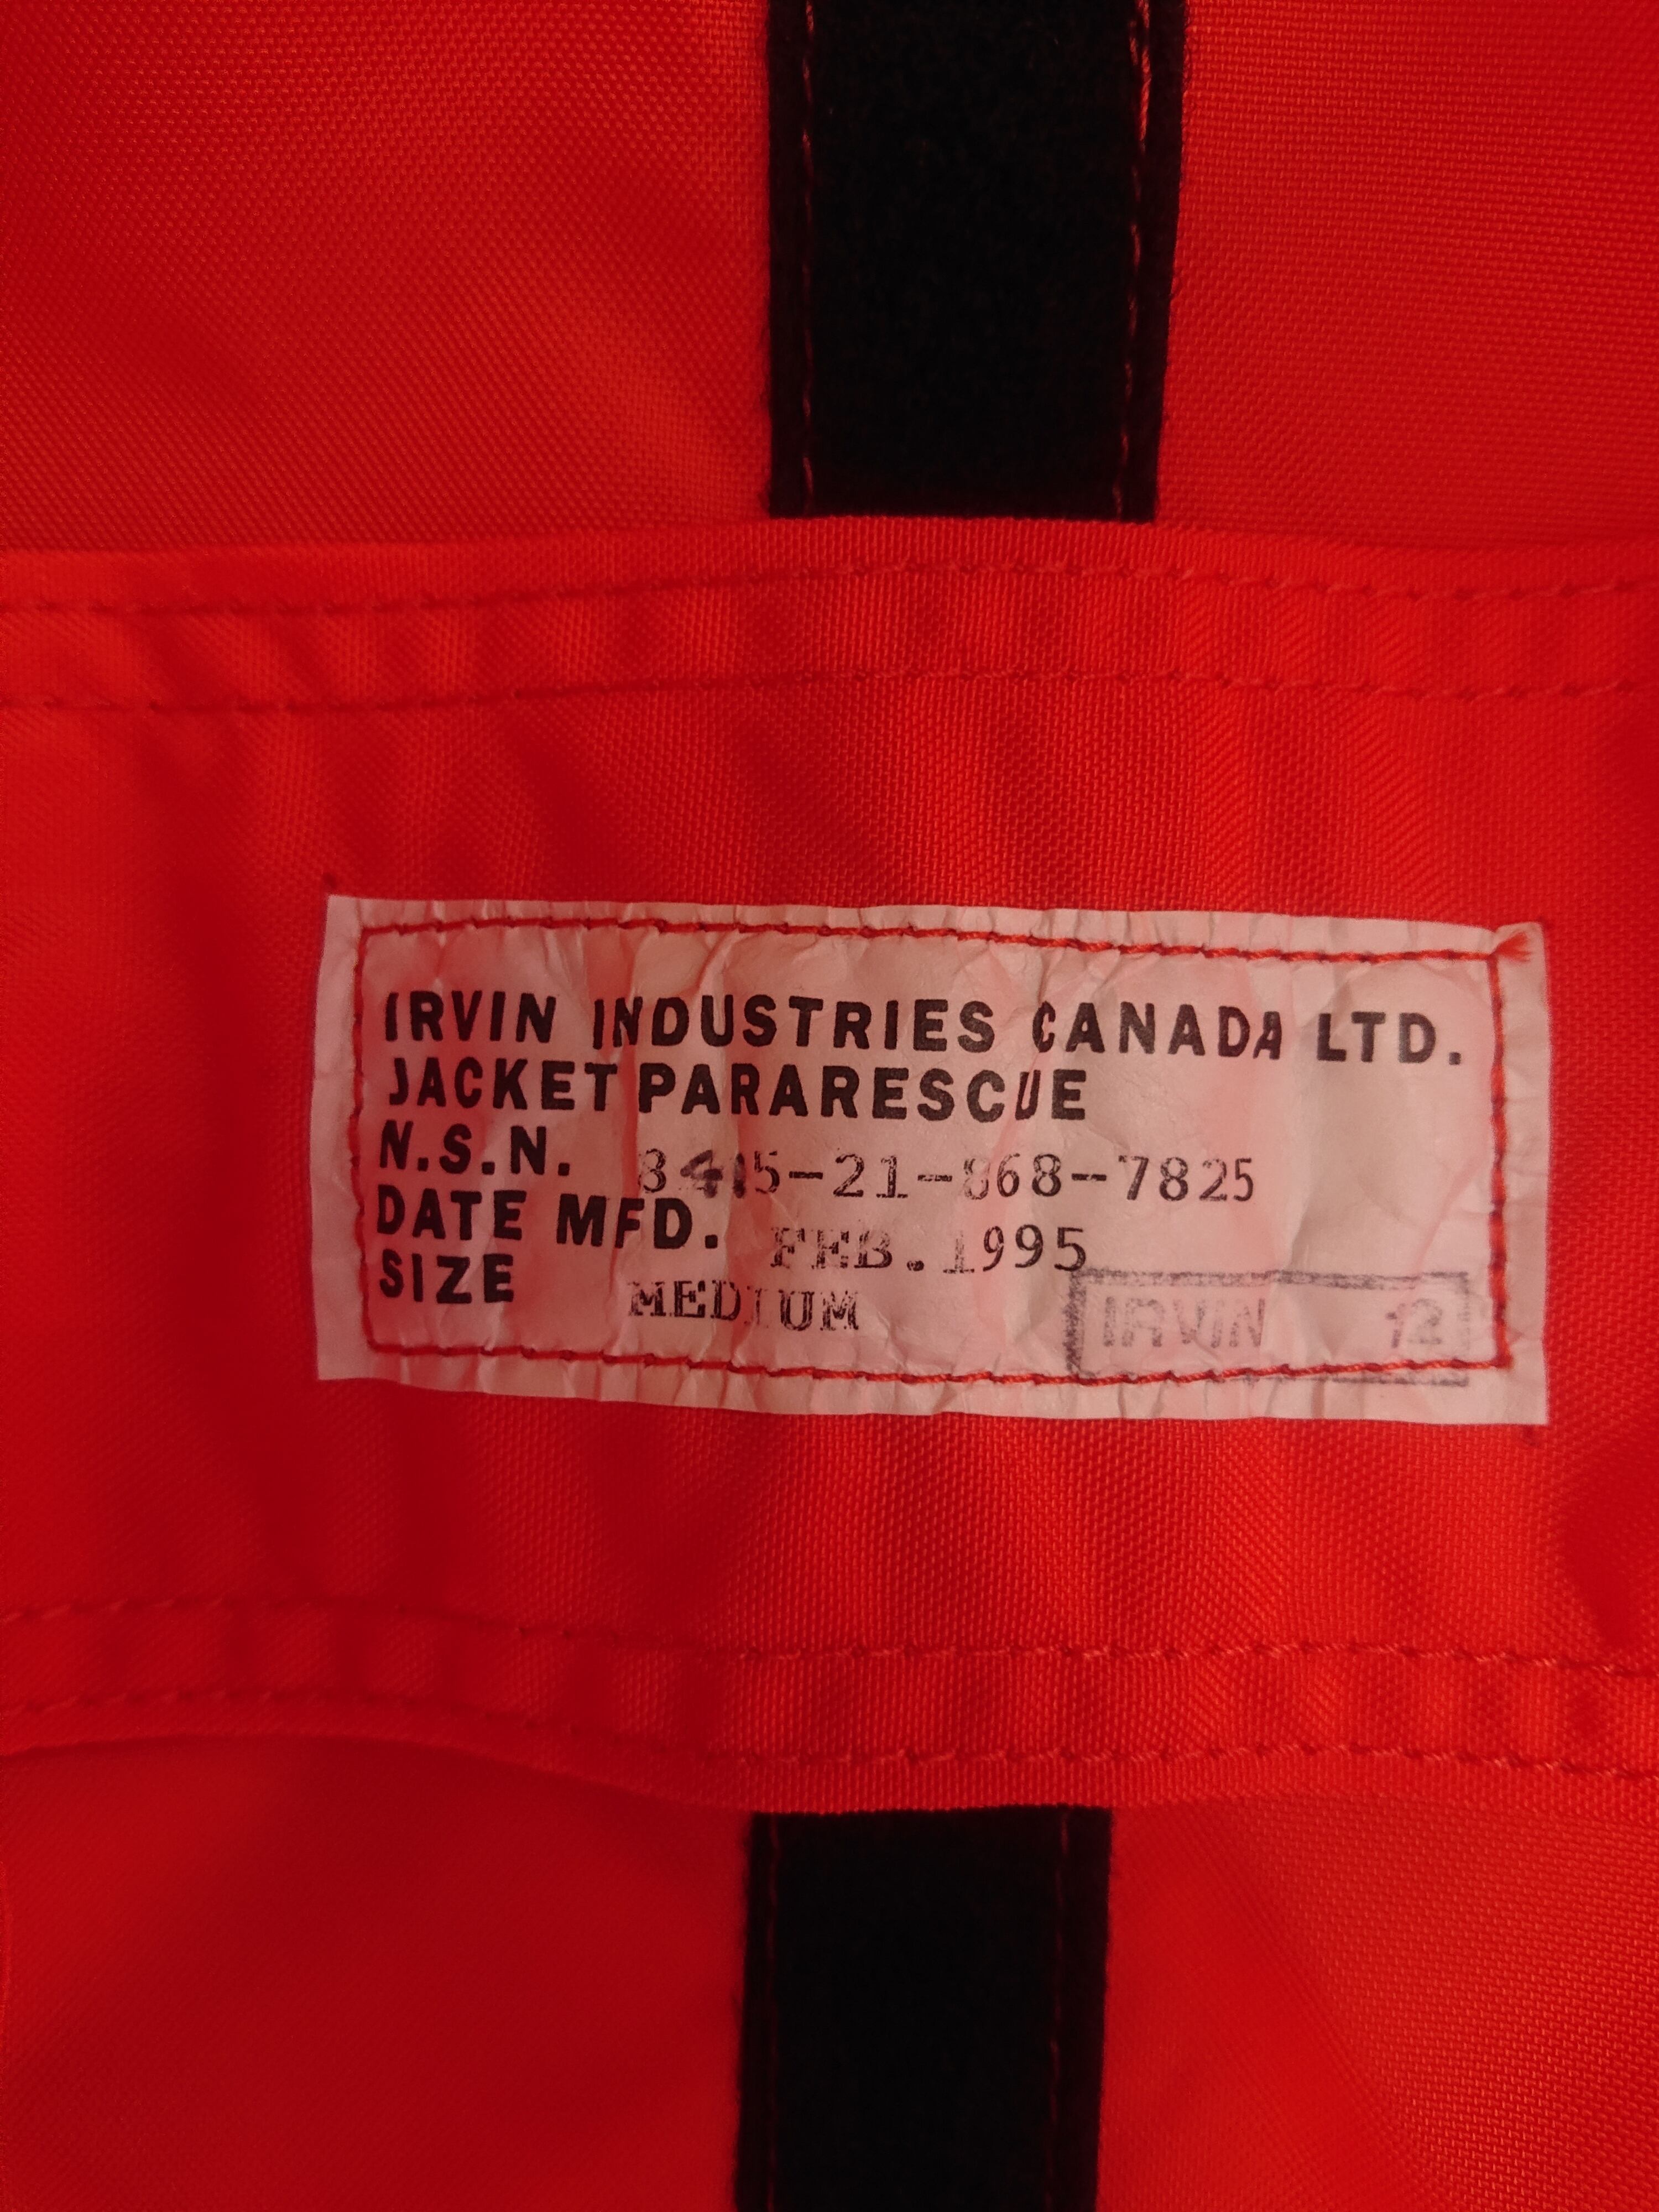 IRVIN INDUSTRIES CANADA LTD.
JACKET PARARESCUE
N.S.N. 8415-21-868-7825
DATE MFD. FEB.1995
SIZE MEDIUM
IRVIN 12